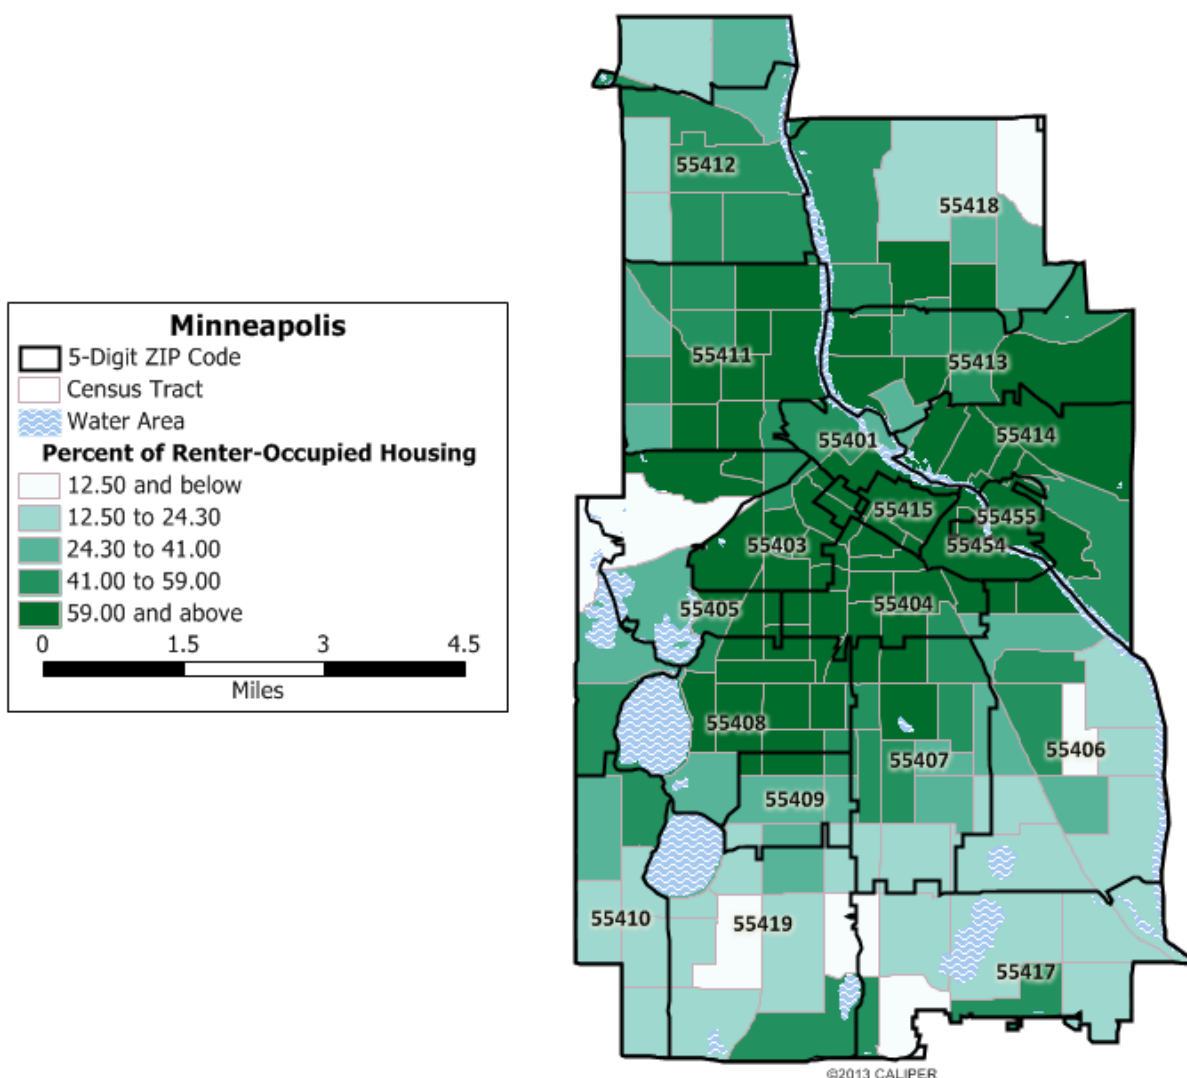 Minneapolis
5-Digit ZIP Code
Census Tract
Water Area
Percent of Renter-Occupied Housing
12.50 and below
12.50 to 24.30
24.30 to 41.00
41.00 to 59.00
59.00 and above
0 1.5 3 4.5
Miles
55412
55418
55411
55413
55401
55414
55415
55455
55403
55454
55405
55404
55408
55406
55407
55409
55410
55419
55417
©2013 CALIPER